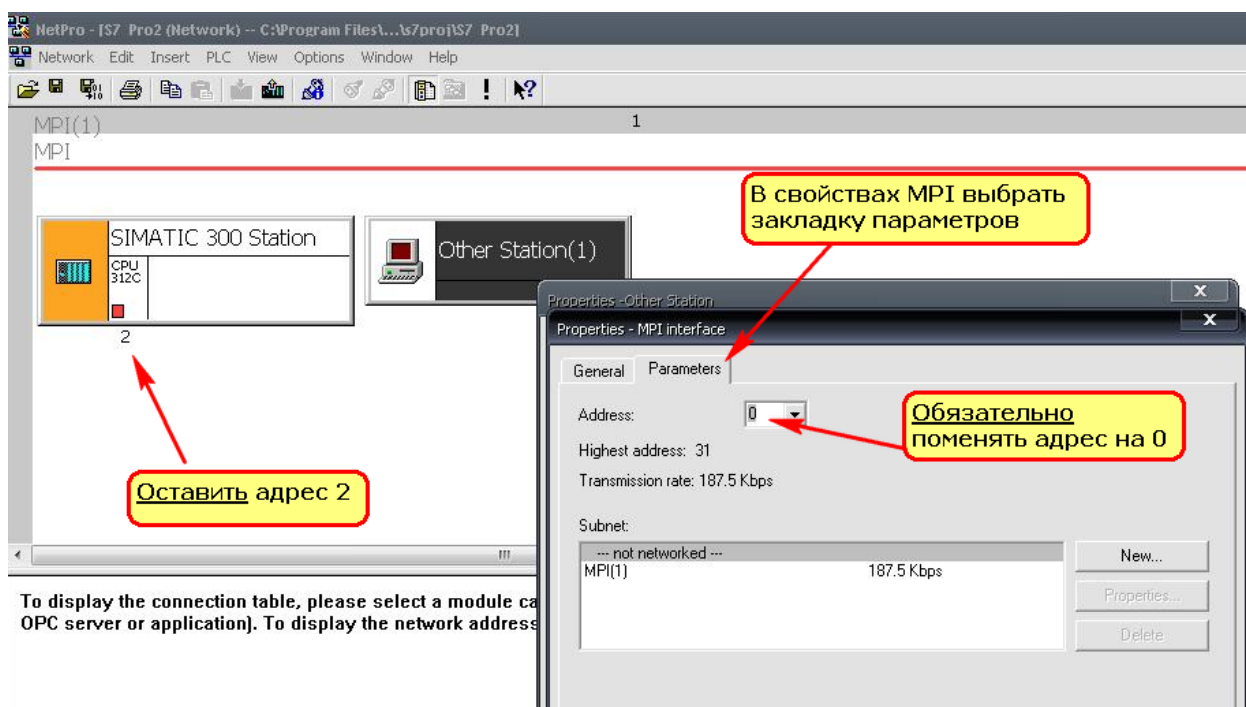 NetPro - [S7_Pro2 (Network) -- C:\Program Files\...\s7proj\S7_Pro2]
Network Edit Insert PLC View Options Window Help
MPI(1)
1
MPI
В свойствах MPI выбрать
закладку параметров
SIMATIC 300 Station
CPU
312C
2
Other Station(1)
Properties -Other Station
Properties - MPI interface
General Parameters
Address: 0
Обязательно
поменять адрес на 0
Highest address: 31
Transmission rate: 187.5 Kbps
Оставить адрес 2
Subnet:
--- not networked ---
MPI(1) 187.5 Kbps
New...
Properties...
Delete
To display the connection table, please select a module ca
OPC server or application). To display the network address